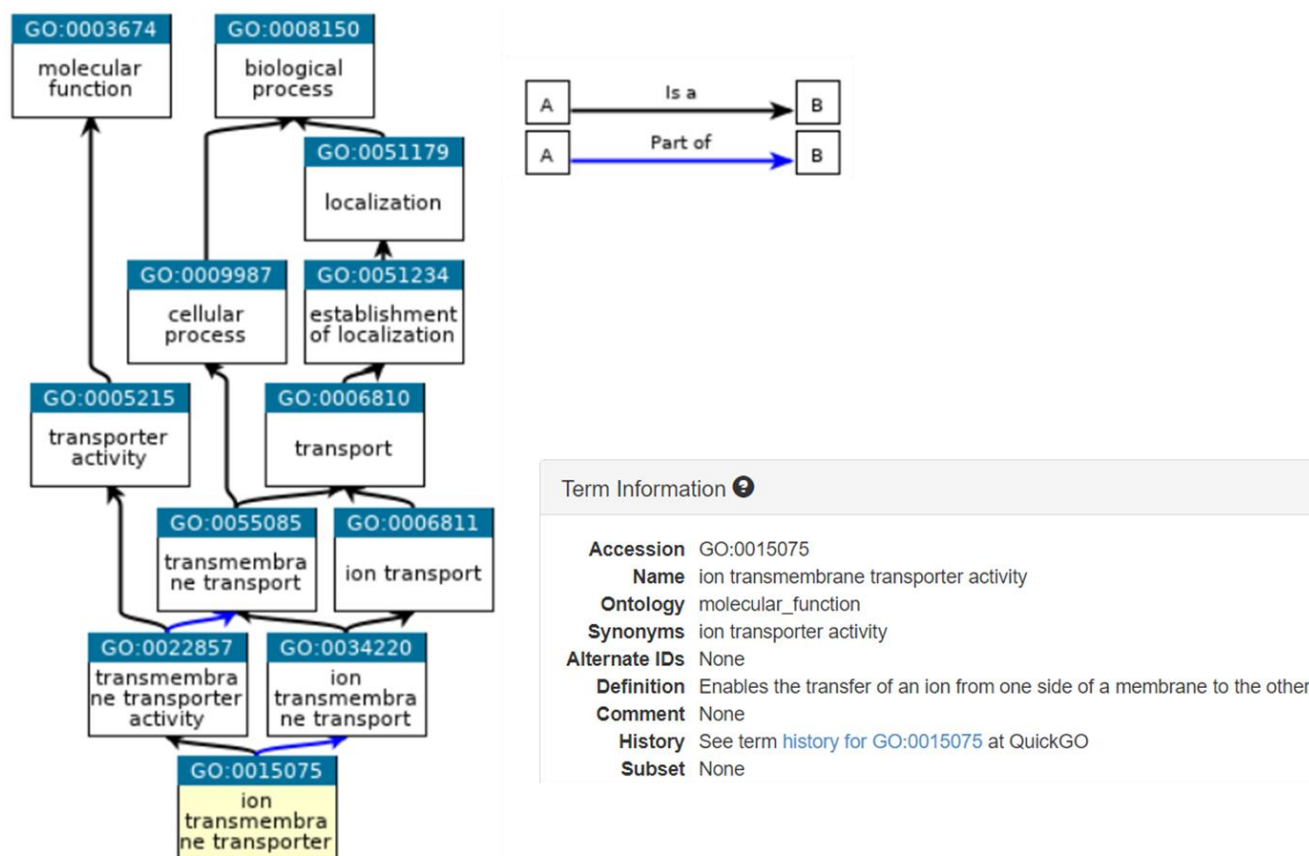 GO:0003674
molecular
function
GO:0008150
biological
process
A
Is a
B
A
Part of
B
GO:0051179
localization
GO:0009987
cellular
process
GO:0051234
establishment
of localization
GO:0005215
transporter
activity
GO:0006810
transport
GO:0055085
transmembra
ne transport
GO:0006811
ion transport
GO:0022857
transmembra
ne transporter
activity
GO:0034220
ion
transmembra
ne transport
GO:0015075
ion
transmembra
ne transporter
Term Information ?
Accession GO:0015075
Name ion transmembrane transporter activity
Ontology molecular_function
Synonyms ion transporter activity
Alternate IDs None
Definition Enables the transfer of an ion from one side of a membrane to the other
Comment None
History See term history for GO:0015075 at QuickGO
Subset None